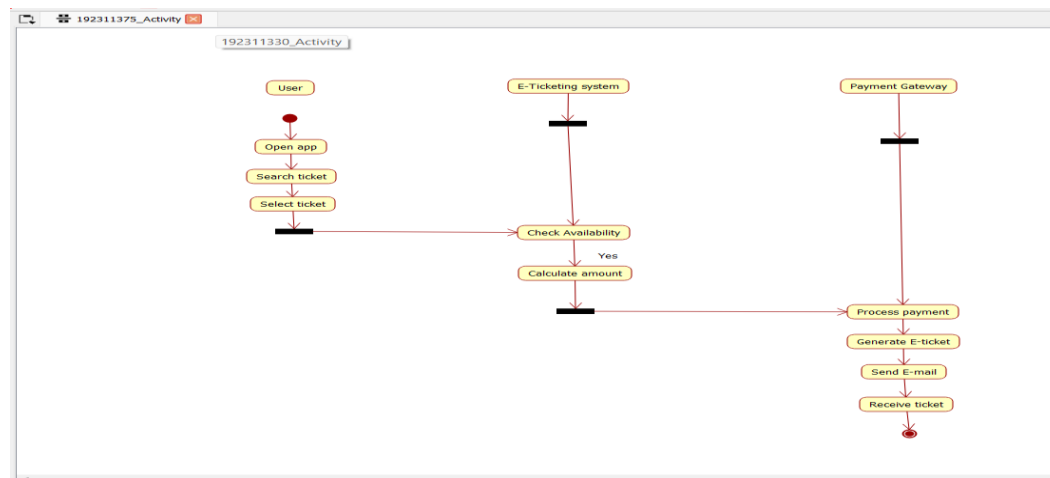 192311375_Activity
192311330_Activity
User
E-Ticketing system
Payment Gateway
Open app
Search ticket
Select ticket
Check Availability
Yes
Calculate amount
Process payment
Generate E-ticket
Send E-mail
Receive ticket